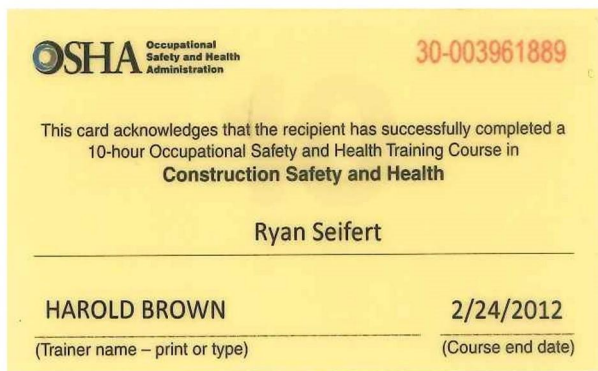 OSHA Occupational
Safety and Health
Administration
30-003961889
This card acknowledges that the recipient has successfully completed a
10-hour Occupational Safety and Health Training Course in
Construction Safety and Health
Ryan Seifert
HAROLD BROWN 2/24/2012
(Trainer name – print or type) (Course end date)